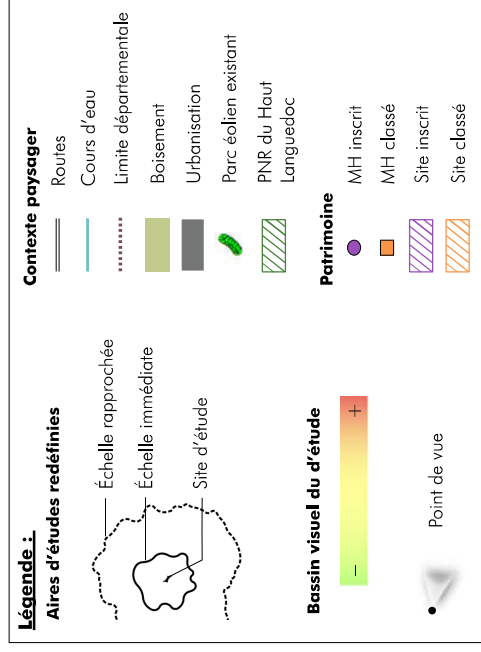 Légende :
Aires d'études redéfinies
Échelle rapprochée
Échelle immédiate
Site d'étude
Bassin visuel du d'étude
–
+
Point de vue
Contexte paysager
Routes
Cours d'eau
Limite départementale
Boisement
Urbanisation
Parc éolien existant
PNR du Haut
Languedoc
Patrimoine
MH inscrit
MH classé
Site inscrit
Site classé